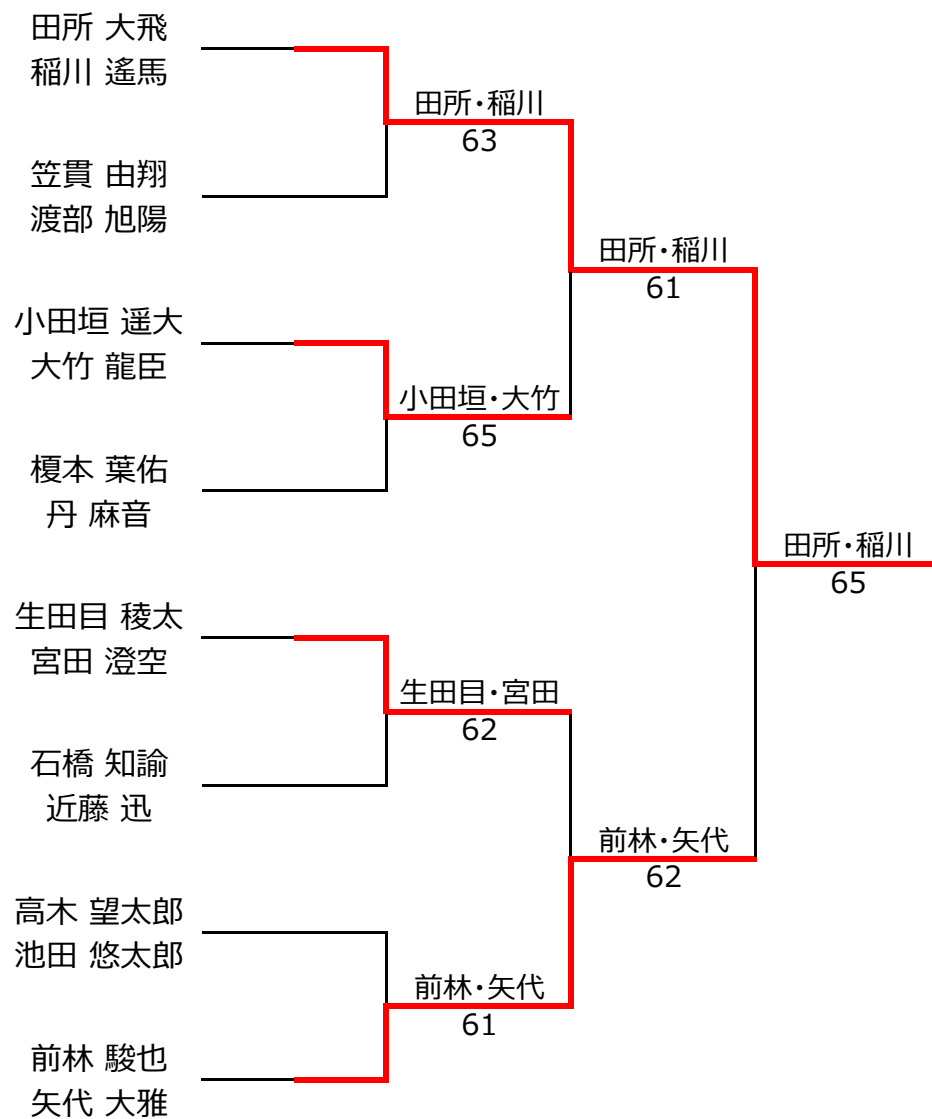 田所 大飛
稲川 遙馬
田所・稲川
63
笠貫 由翔
渡部 旭陽
田所・稲川
61
小田垣 遥大
大竹 龍臣
小田垣・大竹
65
榎本 葉佑
丹 麻音
田所・稲川
65
生田目 稜太
宮田 澄空
生田目・宮田
62
石橋 知諭
近藤 迅
前林・矢代
62
高木 望太郎
池田 悠太郎
前林・矢代
61
前林 駿也
矢代 大雅